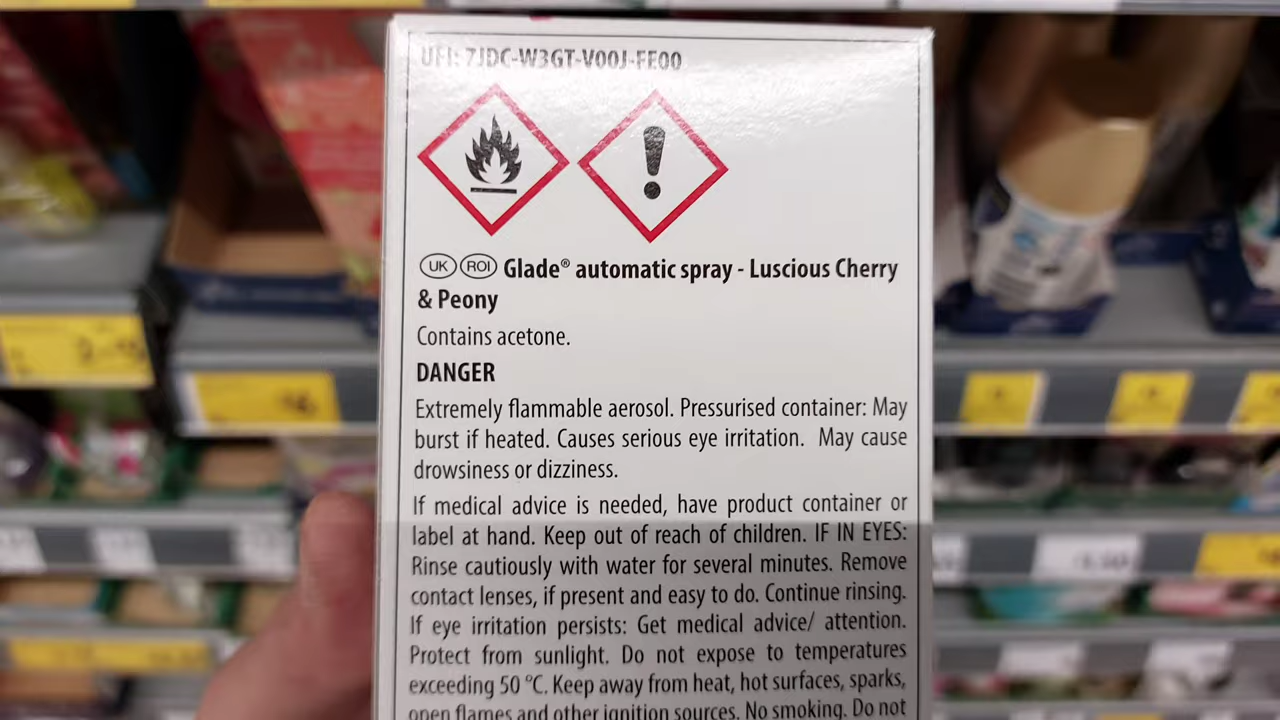 UFI: 7JDC-W3GT-V00J-FE00
UK ROI Glade® automatic spray - Luscious Cherry
& Peony
Contains acetone.
DANGER
Extremely flammable aerosol. Pressurised container: May
burst if heated. Causes serious eye irritation. May cause
drowsiness or dizziness.
If medical advice is needed, have product container or
label at hand. Keep out of reach of children. IF IN EYES:
Rinse cautiously with water for several minutes. Remove
contact lenses, if present and easy to do. Continue rinsing.
If eye irritation persists: Get medical advice/ attention.
Protect from sunlight. Do not expose to temperatures
exceeding 50 °C. Keep away from heat, hot surfaces, sparks,
open flames and other ignition sources. No smoking. Do not